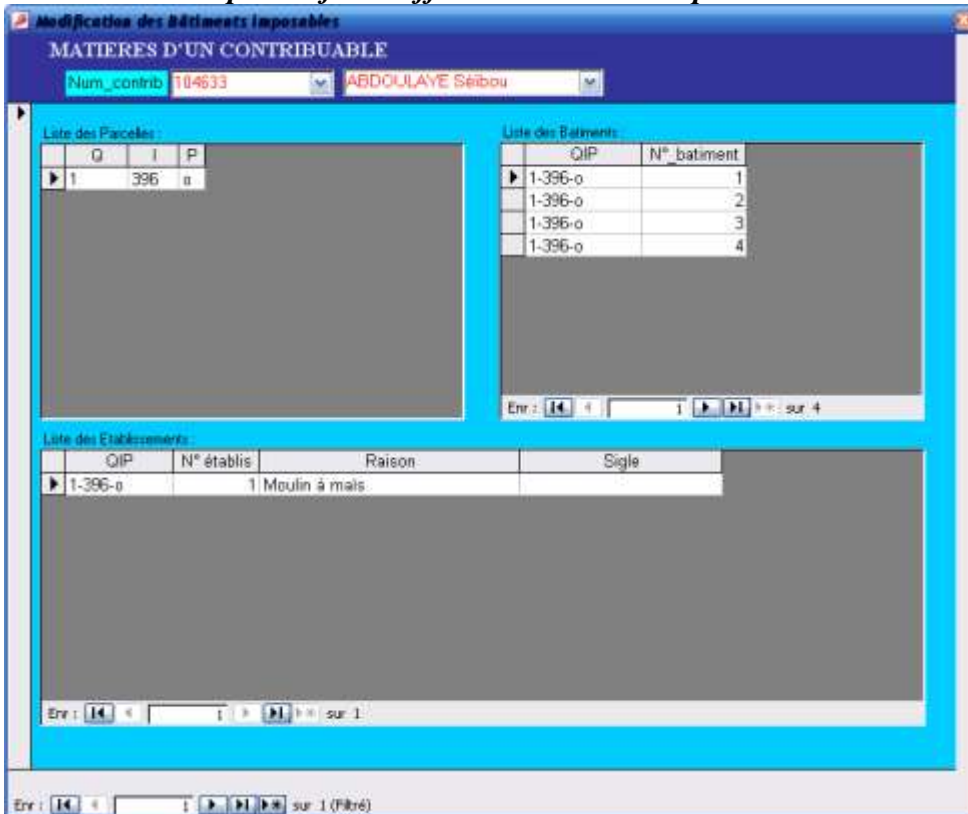 Modification des Bâtiments Imposables
MATIERES D'UN CONTRIBUABLE
Num_contrib 104633 ABDOULAYE Séibou
Liste des Parcelles : Liste des Batiments :
Q I P
1 396 o
QIP N°_batiment
1-396-o 1
1-396-o 2
1-396-o 3
1-396-o 4
Enr : 1 sur 4
Liste des Etablissements :
QIP N° établis Raison Sigle
1-396-o 1 Moulin à maïs
Enr : 1 sur 1
Enr : 1 sur 1 (Filtré)